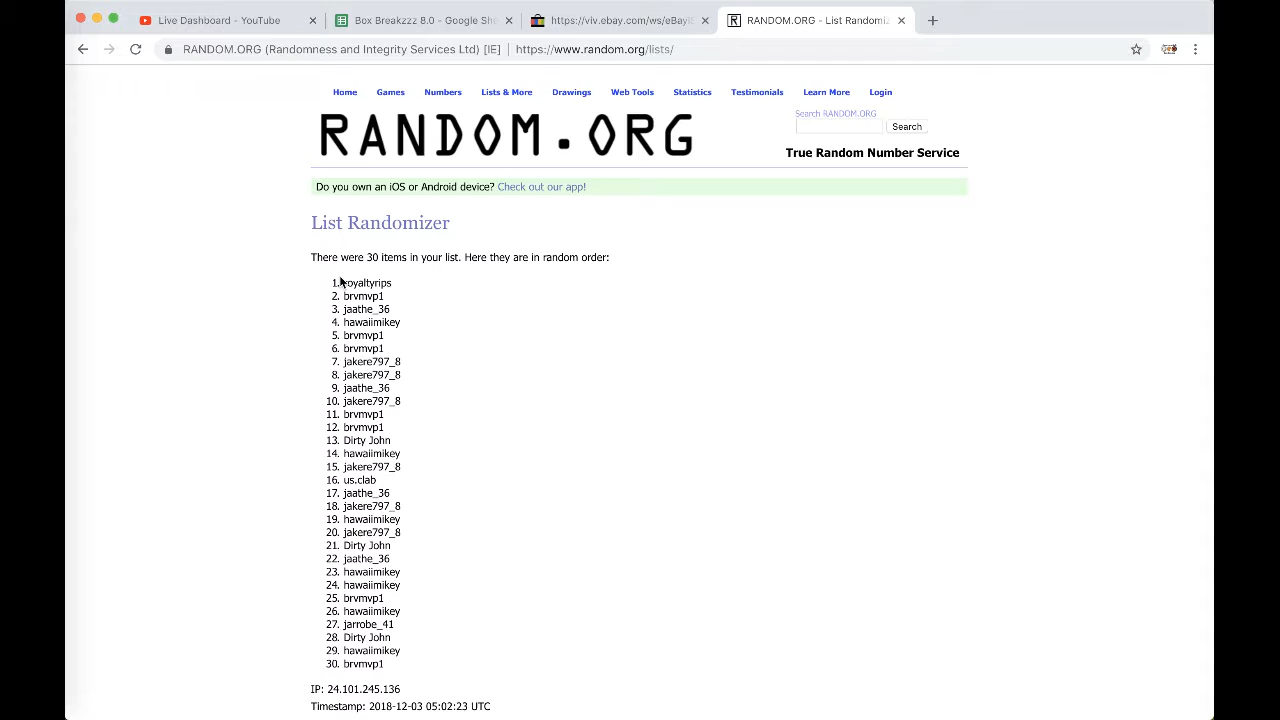 Live Dashboard - YouTube
Box Breakzzz 8.0 - Google She
https://viv.ebay.com/ws/eBayI
RANDOM.ORG - List Randomiz
RANDOM.ORG (Randomness and Integrity Services Ltd) [IE] | https://www.random.org/lists/
Home Games Numbers Lists & More Drawings Web Tools Statistics Testimonials Learn More Login
Search RANDOM.ORG
RANDOM.ORG
Search
True Random Number Service
Do you own an iOS or Android device? Check out our app!
List Randomizer
There were 30 items in your list. Here they are in random order:
1. royaltyrips
2. brvmvp1
3. jaathe_36
4. hawaiimikey
5. brvmvp1
6. brvmvp1
7. jakere797_8
8. jakere797_8
9. jaathe_36
10. jakere797_8
11. brvmvp1
12. brvmvp1
13. Dirty John
14. hawaiimikey
15. jakere797_8
16. us.clab
17. jaathe_36
18. jakere797_8
19. hawaiimikey
20. jakere797_8
21. Dirty John
22. jaathe_36
23. hawaiimikey
24. hawaiimikey
25. brvmvp1
26. hawaiimikey
27. jarrobe_41
28. Dirty John
29. hawaiimikey
30. brvmvp1
IP: 24.101.245.136
Timestamp: 2018-12-03 05:02:23 UTC